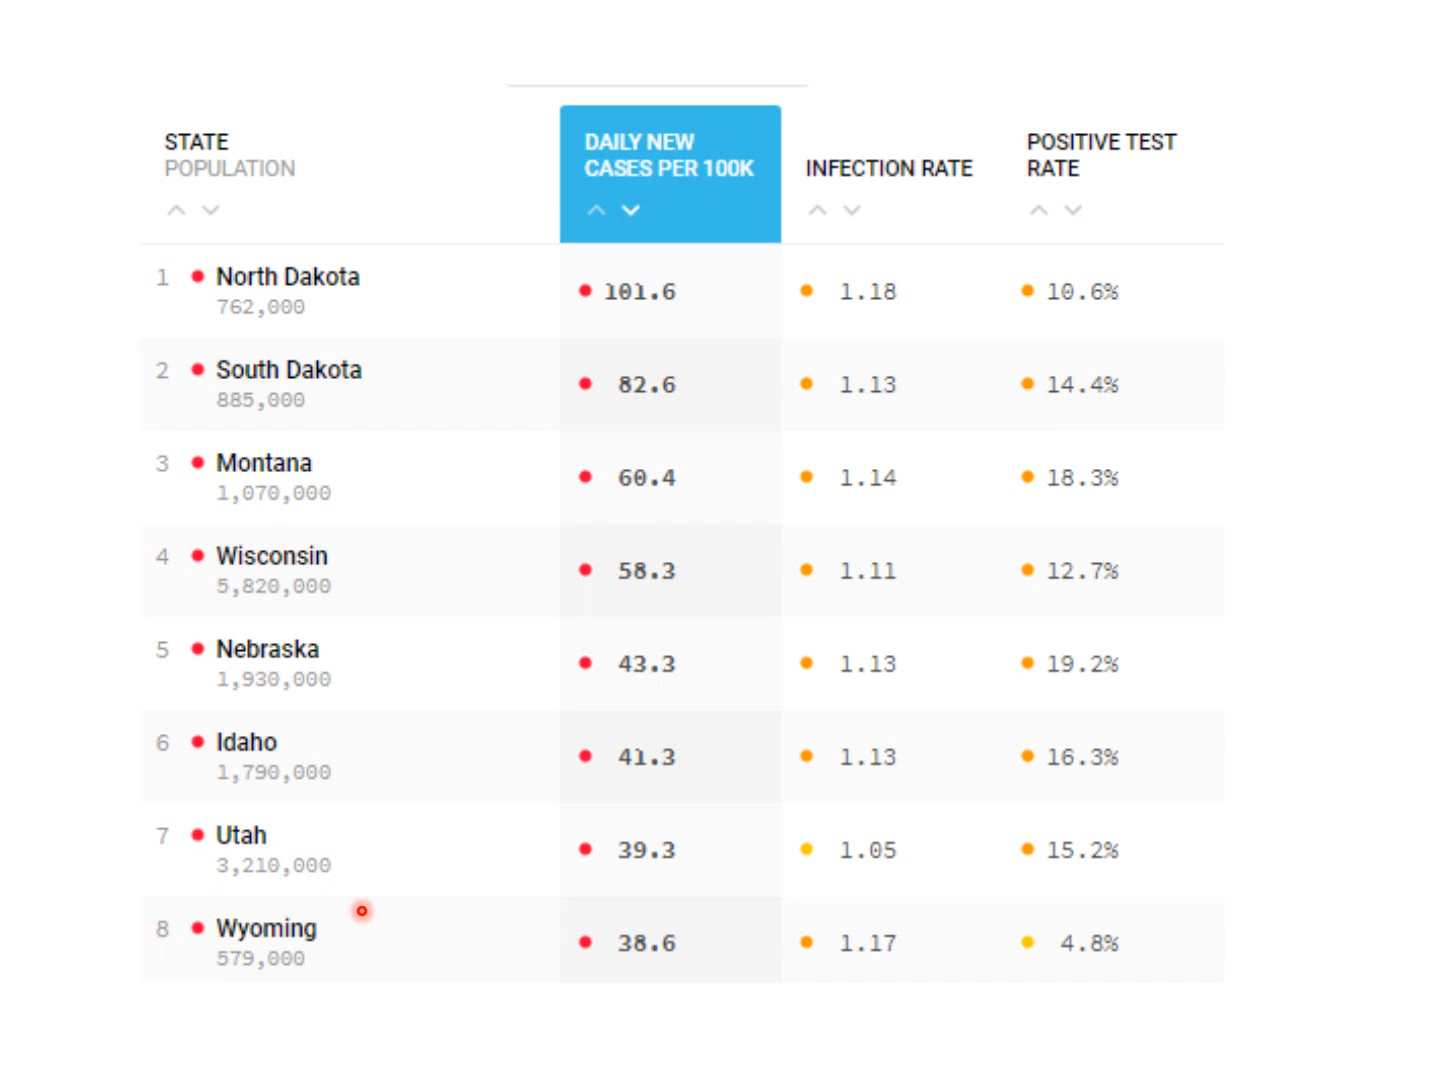 STATE
POPULATION
DAILY NEW
CASES PER 100K
INFECTION RATE
POSITIVE TEST
RATE
1 North Dakota 101.6 1.18 10.6%
762,000
2 South Dakota 82.6 1.13 14.4%
885,000
3 Montana 60.4 1.14 18.3%
1,070,000
4 Wisconsin 58.3 1.11 12.7%
5,820,000
5 Nebraska 43.3 1.13 19.2%
1,930,000
6 Idaho 41.3 1.13 16.3%
1,790,000
7 Utah 39.3 1.05 15.2%
3,210,000
8 Wyoming 38.6 1.17 4.8%
579,000